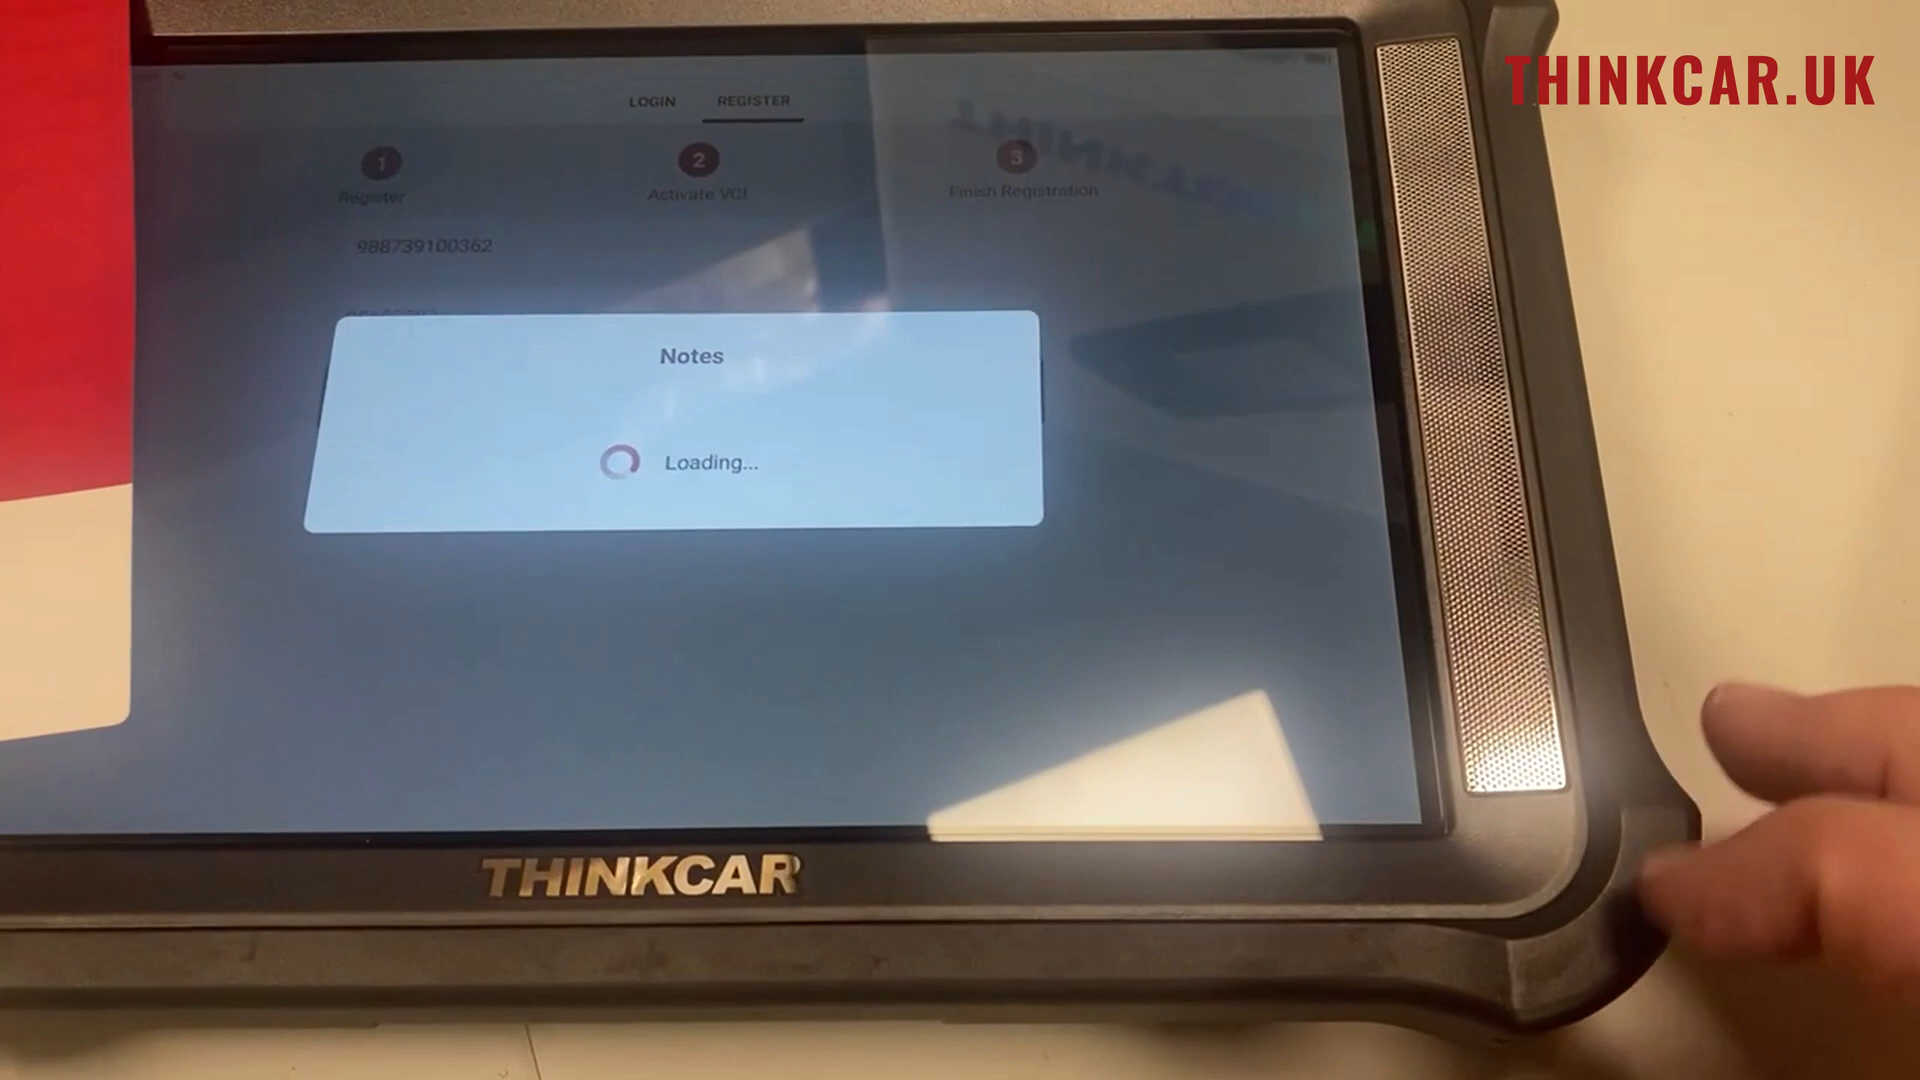 THINKCAR.UK
LOGIN REGISTER
1 2 3
Register Activate VCI Finish Registration
988739100362
Notes
Loading...
THINKCAR